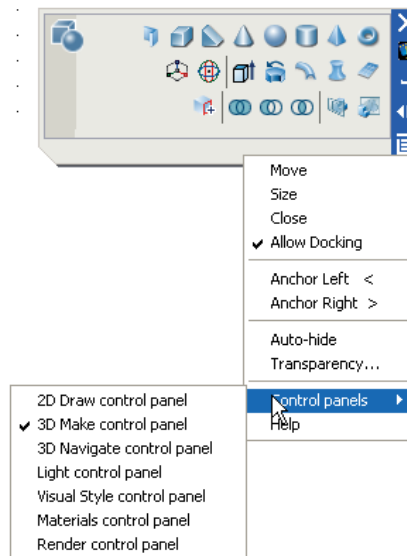 Move
Size
Close
Allow Docking
Anchor Left <
Anchor Right >
Auto-hide
Transparency...
Control panels
Help
2D Draw control panel
3D Make control panel
3D Navigate control panel
Light control panel
Visual Style control panel
Materials control panel
Render control panel